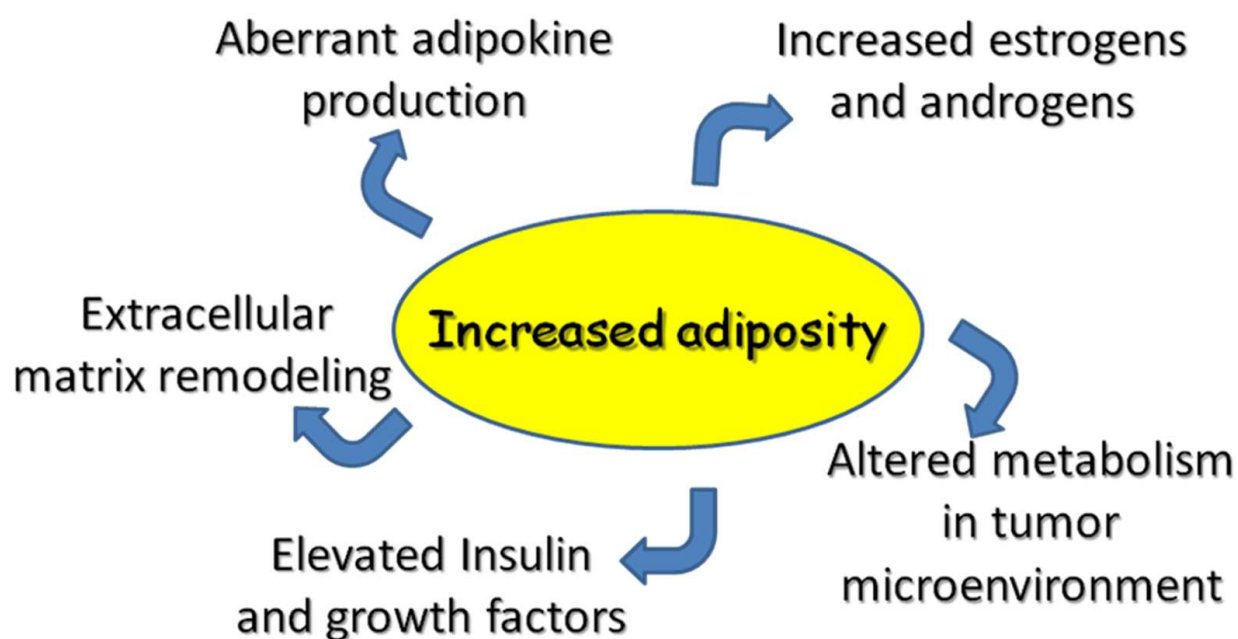 Aberrant adipokine
production
Increased estrogens
and androgens
Extracellular
matrix remodeling
Increased adiposity
Altered metabolism
in tumor
microenvironment
Elevated Insulin
and growth factors